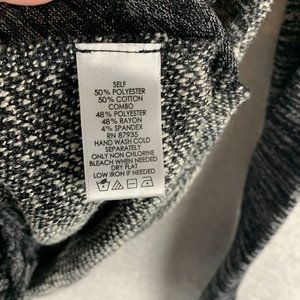 SELF
50% POLYESTER
50% COTTON
COMBO
48% POLYESTER
48% RAYON
4% SPANDEX
RN 87935
HAND WASH COLD
SEPARATELY
ONLY NON CHLORINE
BLEACH WHEN NEEDED
DRY FLAT
LOW IRON IF NEEDED